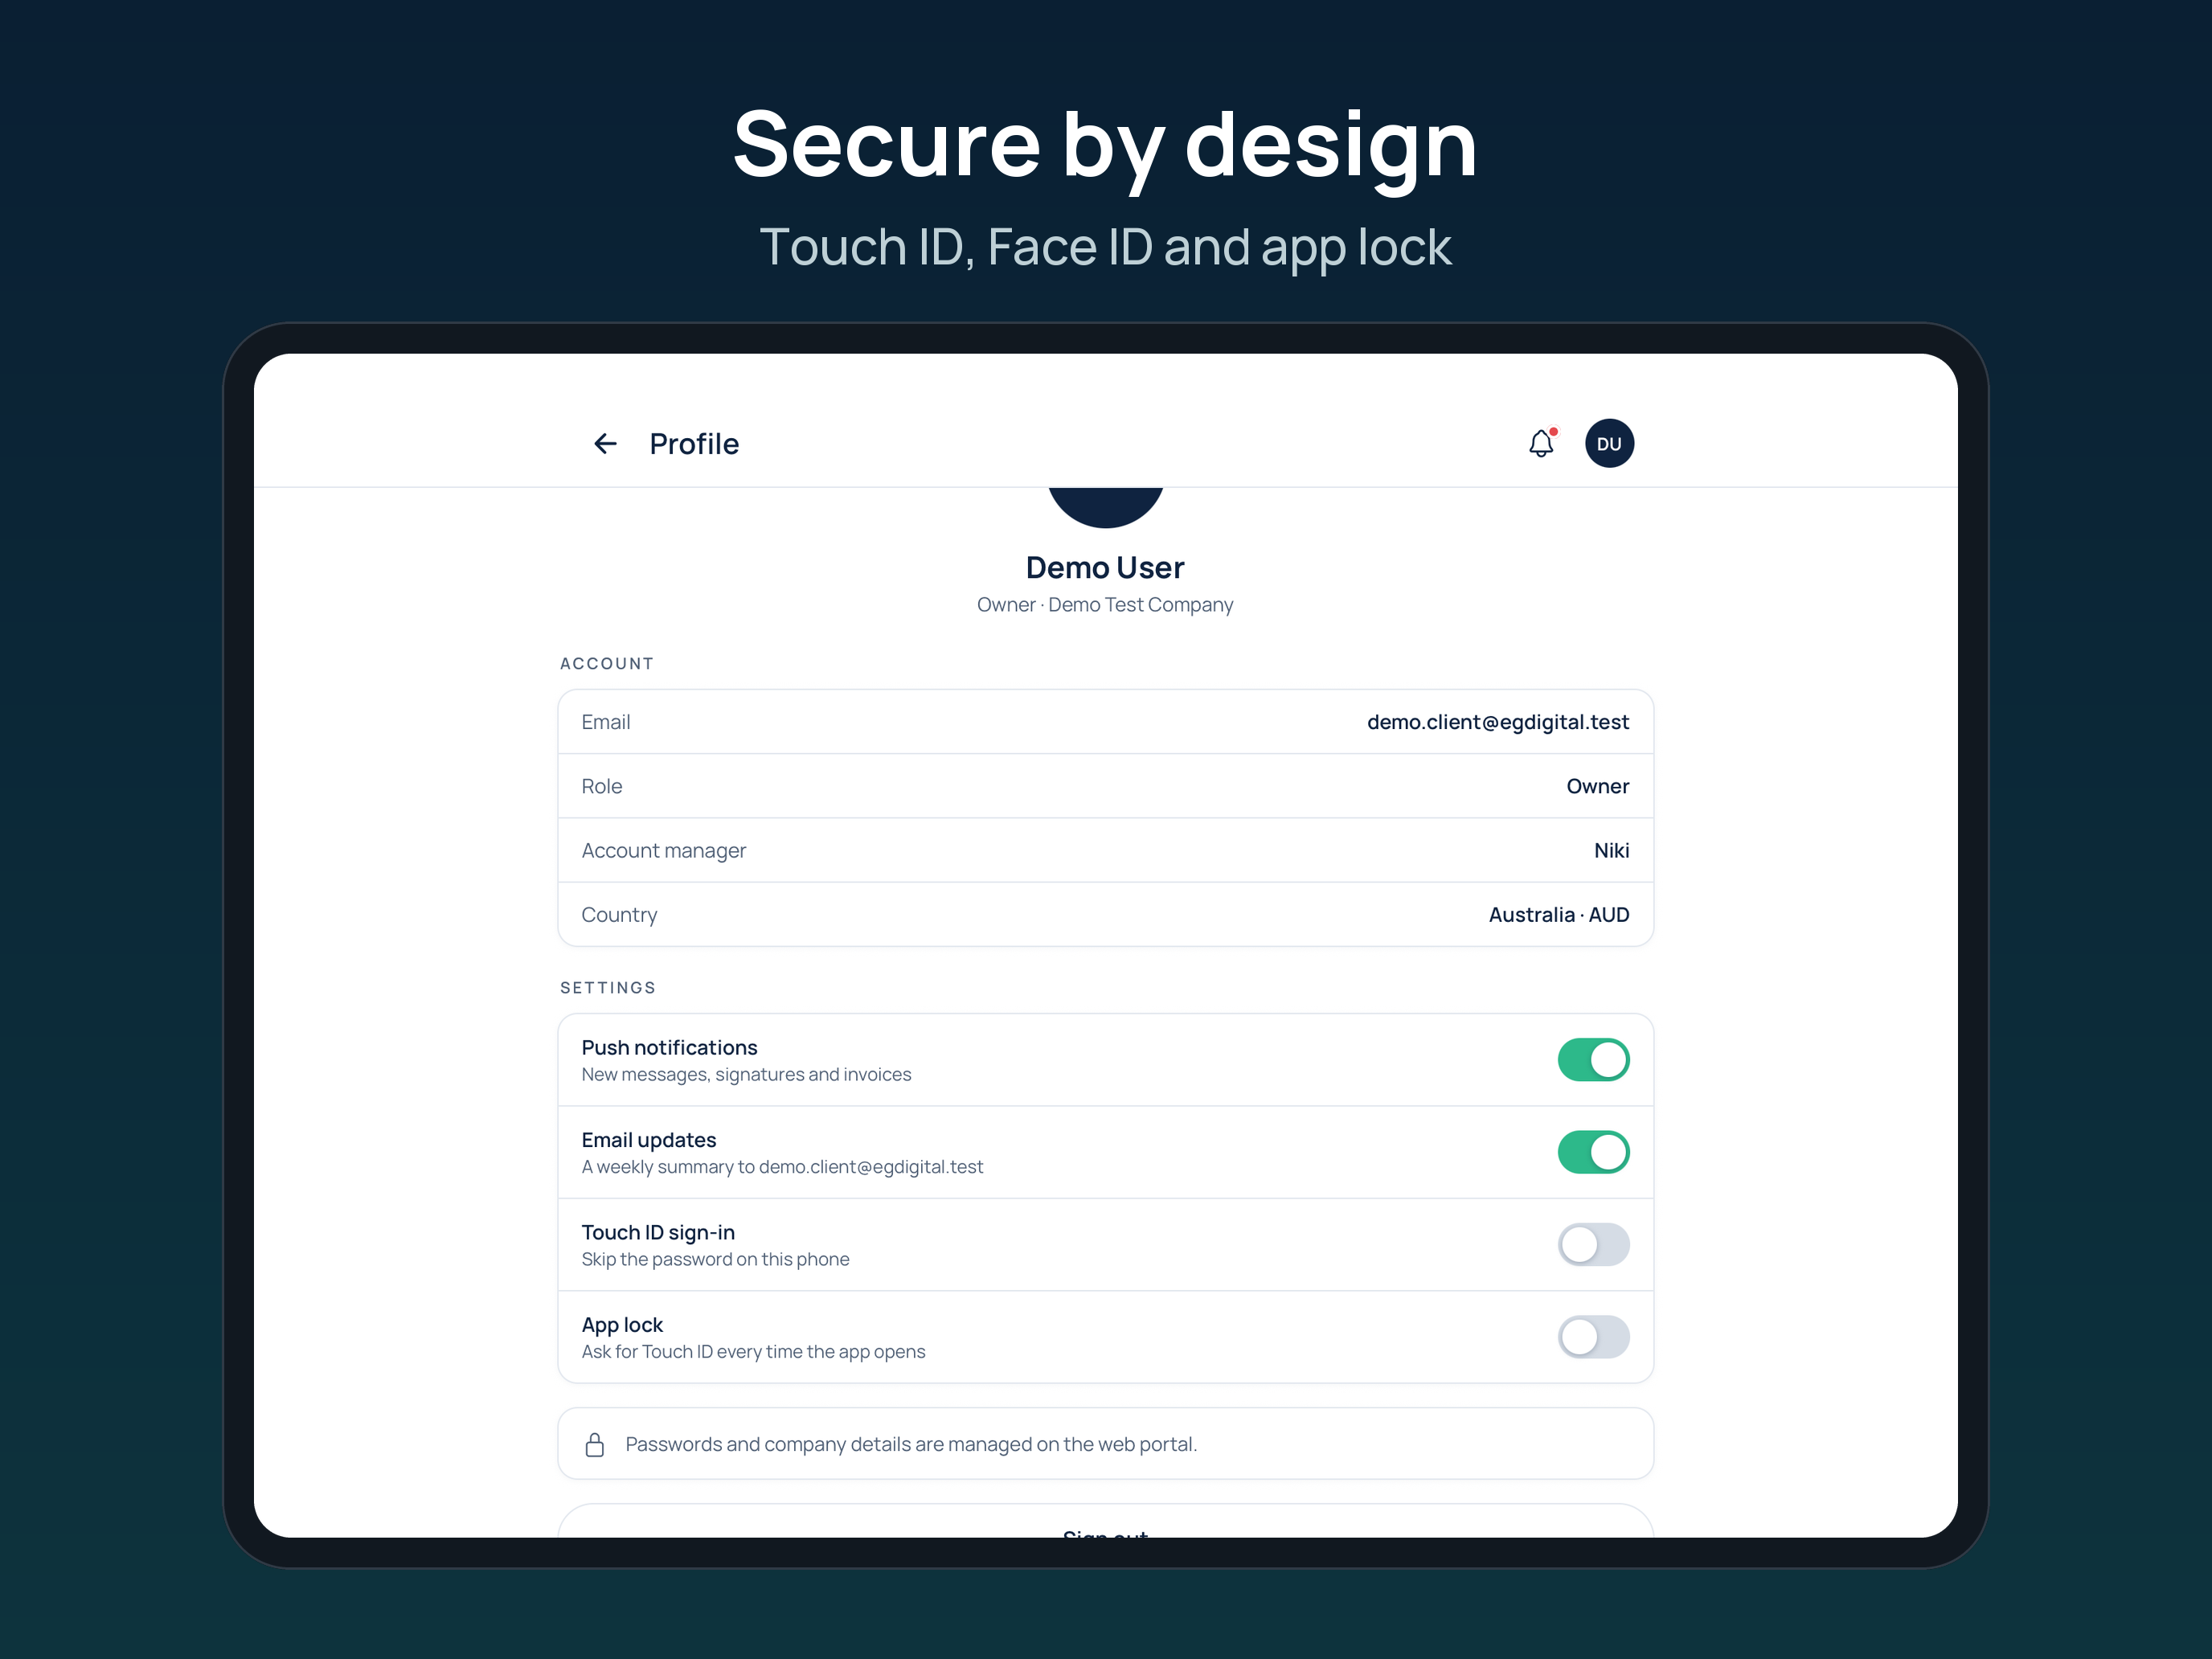 Secure by design
Touch ID, Face ID and app lock
Profile
DU
Demo User
Owner · Demo Test Company
ACCOUNT
Email
demo.client@egdigital.test
Role
Owner
Account manager
Niki
Country
Australia · AUD
SETTINGS
Push notifications
New messages, signatures and invoices
Email updates
A weekly summary to demo.client@egdigital.test
Touch ID sign-in
Skip the password on this phone
App lock
Ask for Touch ID every time the app opens
Passwords and company details are managed on the web portal.
Sign out